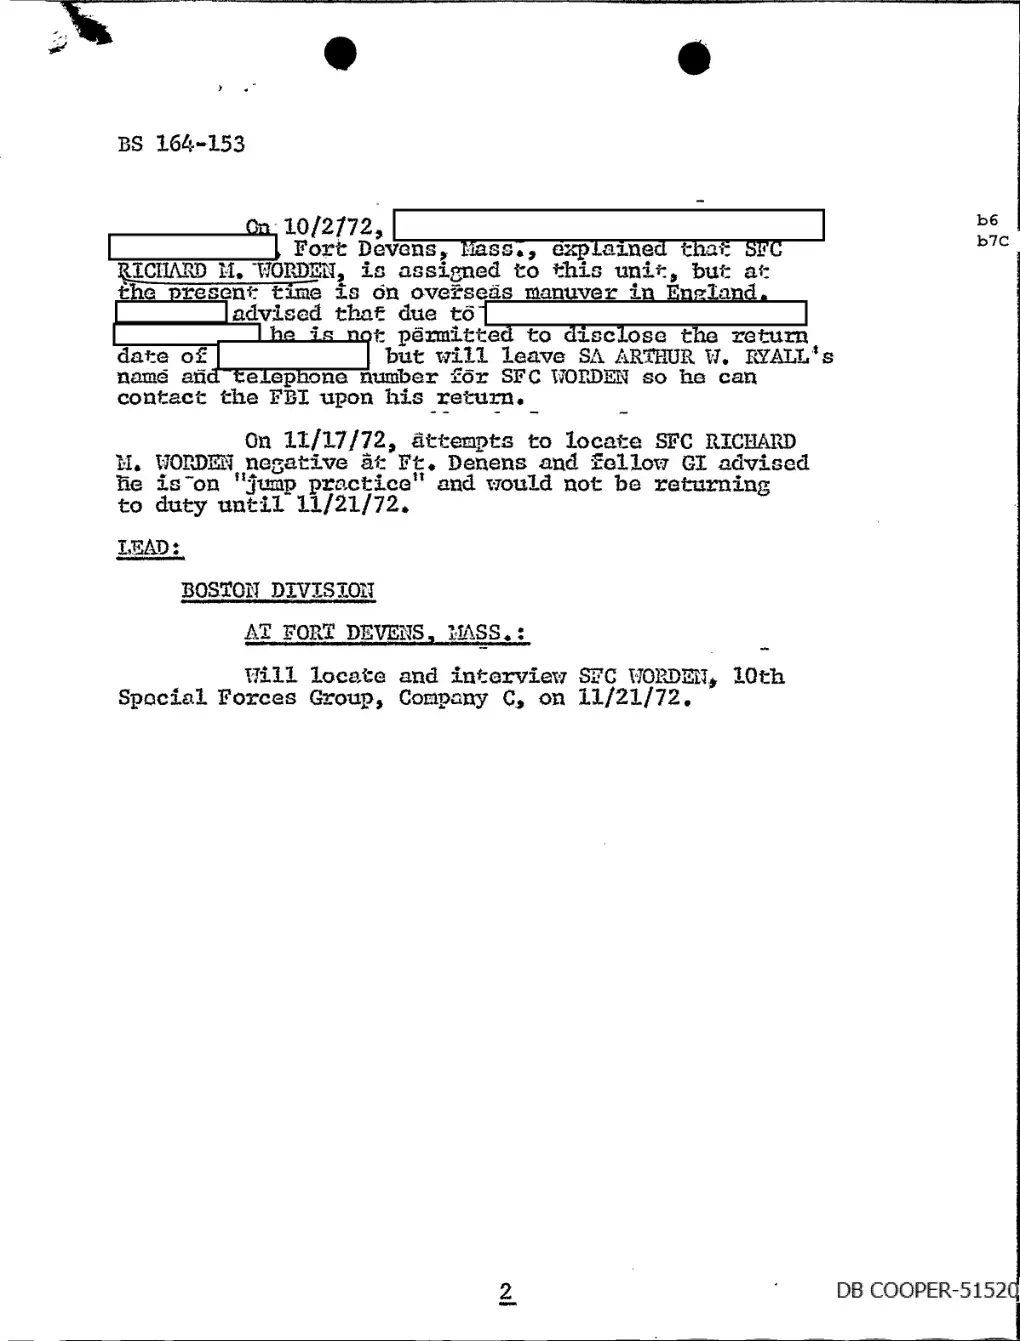 BS 164-153
On 10/2/72,
b6
b7C
, Fort Devens, Mass., explained that SFC
RICHARD M. WORDEN, is assigned to this unit, but at
the present time is on overseas manuver in England.
advised that due to
he is not permitted to disclose the return
date of but will leave SA ARTHUR W. RYALL's
name and telephone number for SFC WORDEN so he can
contact the FBI upon his return.
On 11/17/72, attempts to locate SFC RICHARD
M. WORDEN negative at Ft. Denens and fellow GI advised
he is on "jump practice" and would not be returning
to duty until 11/21/72.
LEAD:
BOSTON DIVISION
AT FORT DEVENS, MASS.:
Will locate and interview SFC WORDEN, 10th
Special Forces Group, Company C, on 11/21/72.
2
DB COOPER-51520